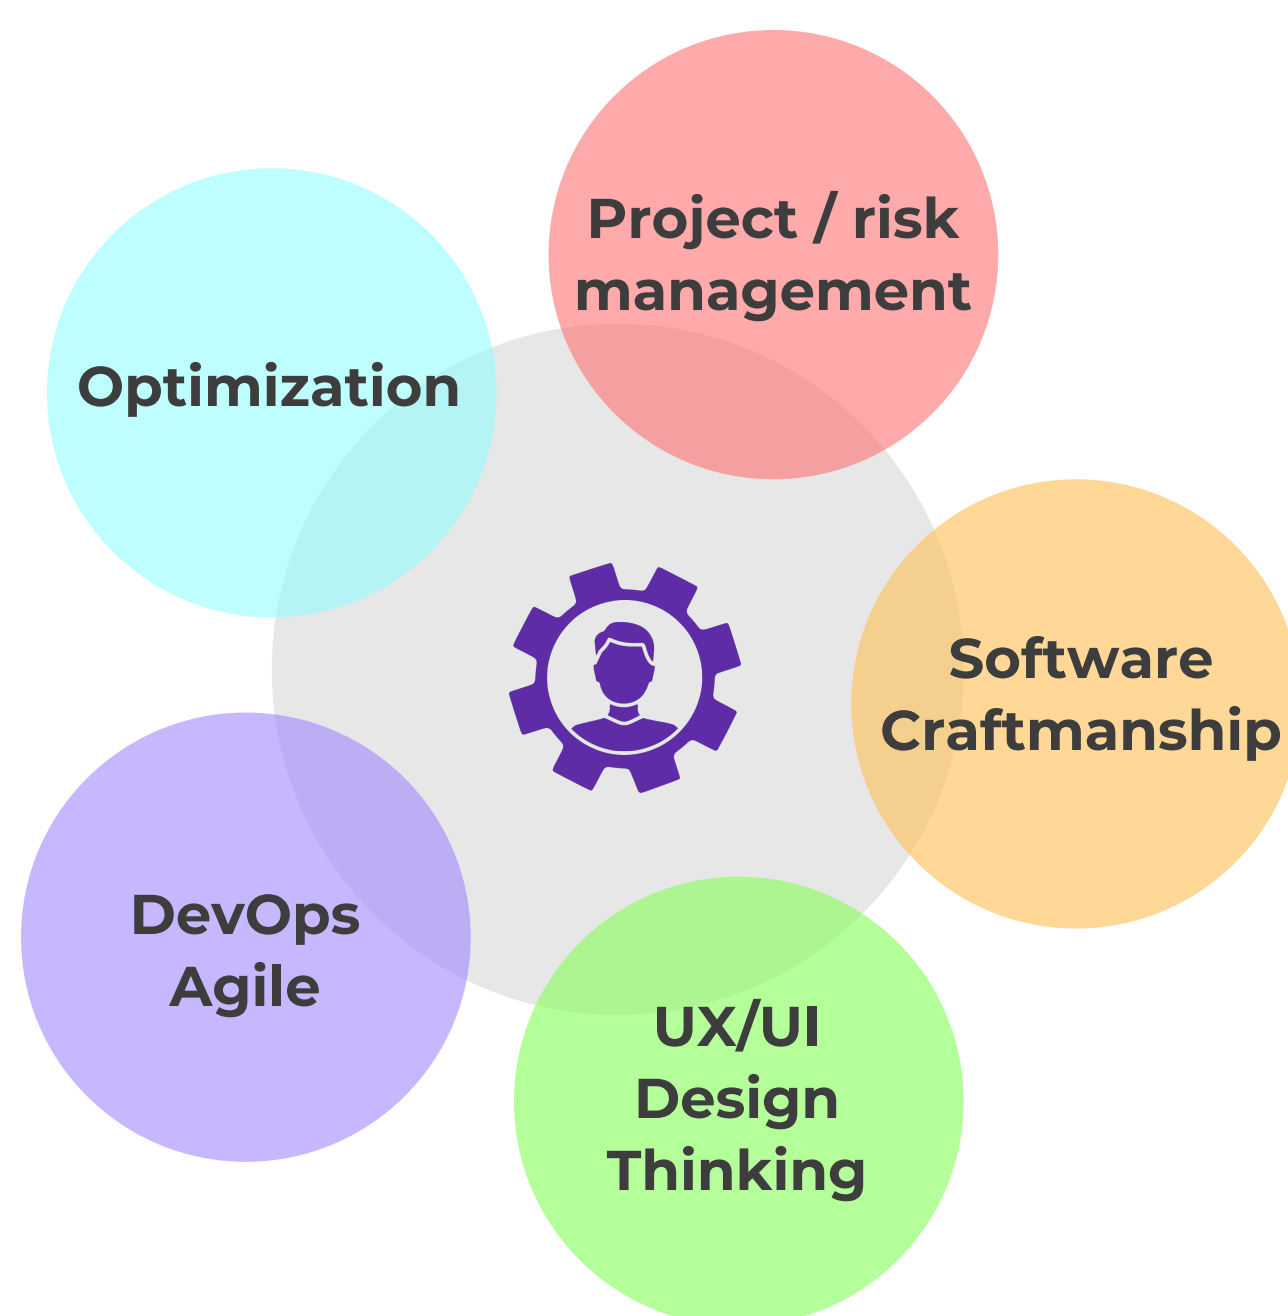 Project / risk
management
Optimization
Software
Craftmanship
DevOps
Agile
UX/UI
Design
Thinking